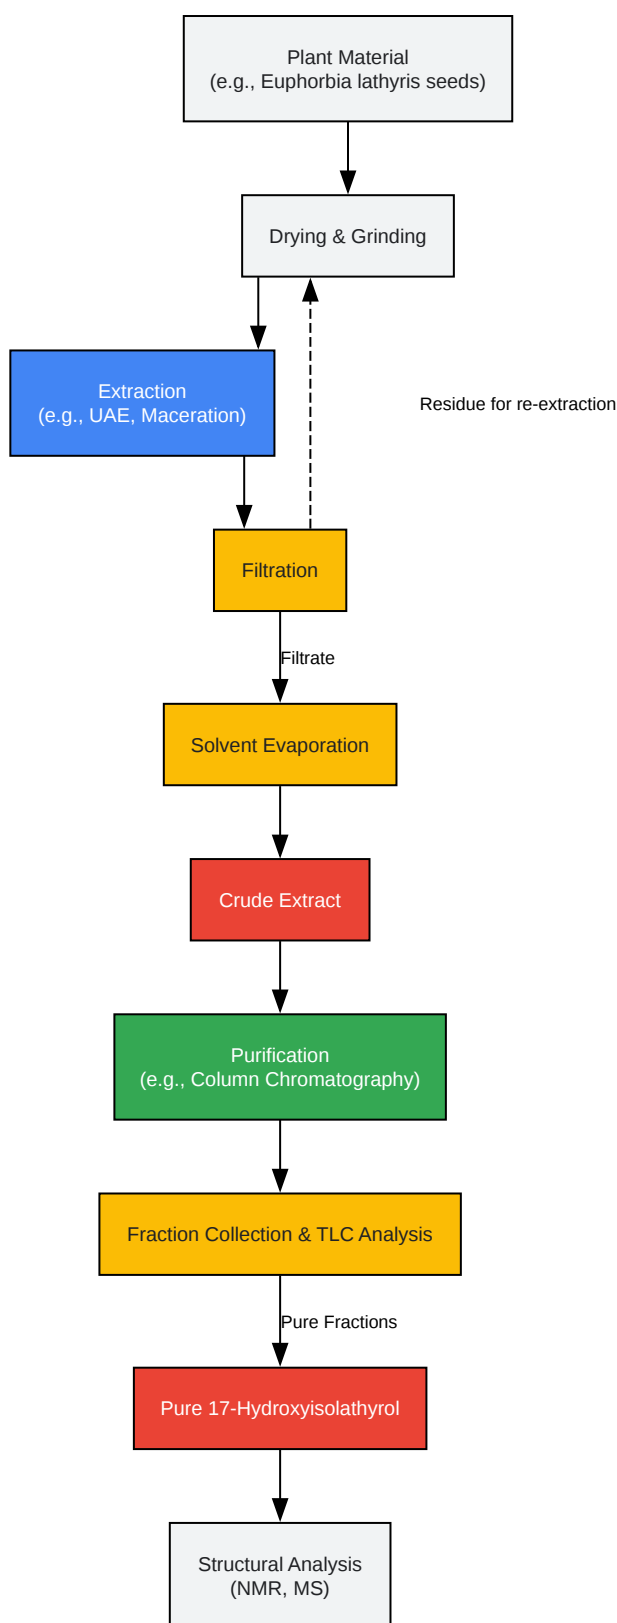 Plant Material
(e.g., Euphorbia lathyris seeds)
Drying & Grinding
Extraction
(e.g., UAE, Maceration)
Residue for re-extraction
Filtration
Filtrate
Solvent Evaporation
Crude Extract
Purification
(e.g., Column Chromatography)
Fraction Collection & TLC Analysis
Pure Fractions
Pure 17-Hydroxyisolathyrol
Structural Analysis
(NMR, MS)